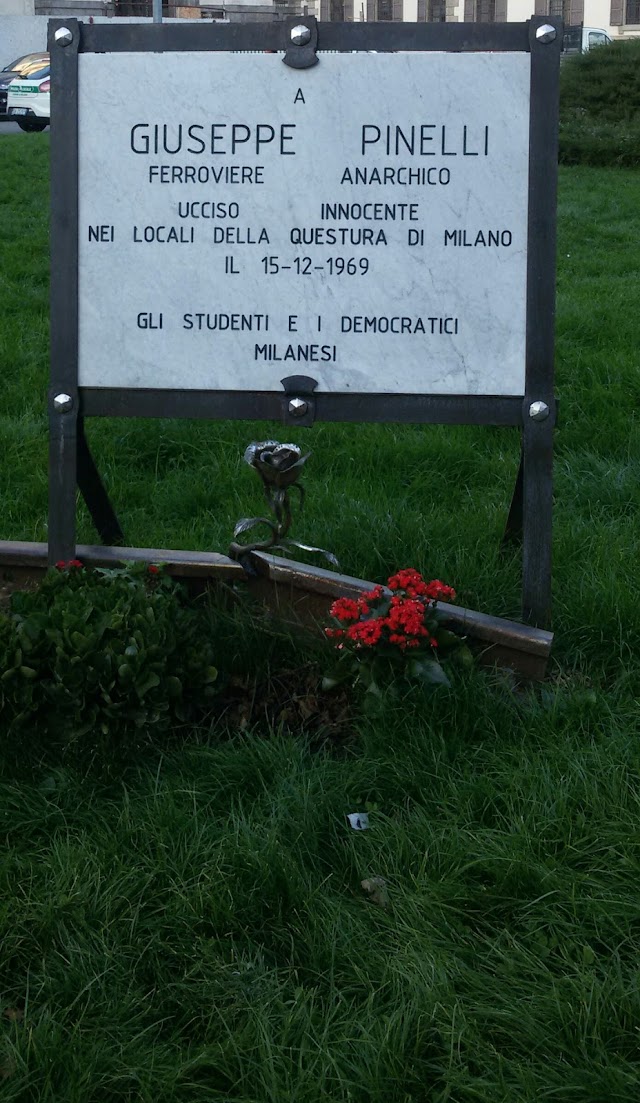 A
GIUSEPPE PINELLI
FERROVIERE ANARCHICO
UCCISO INNOCENTE
NEI LOCALI DELLA QUESTURA DI MILANO
IL 15-12-1969
GLI STUDENTI E I DEMOCRATICI
MILANESI